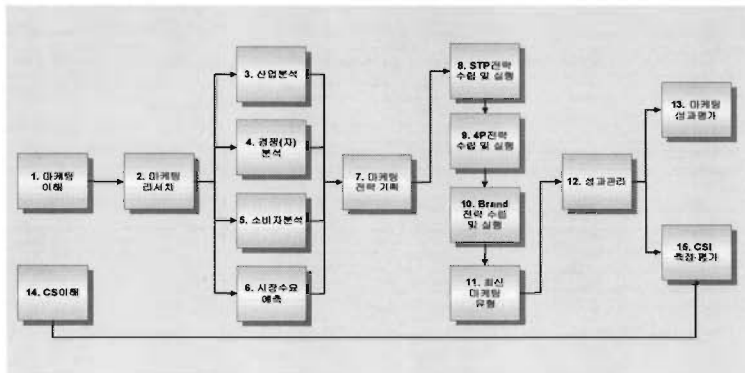 1. 마케팅
이해
2. 마케팅
리서치
3. 산업분석
4. 경쟁(자)
분석
5. 소비자분석
6. 시장수요
예측
7. 마케팅
전략 기획
8. STP전략
수립 및 실행
9. 4P전략
수립 및 실행
10. Brand
전략 수립
및 실행
11. 최신
마케팅
유형
12. 성과관리
13. 마케팅
성과평가
14. CS이해
15. CSI
측정·평가